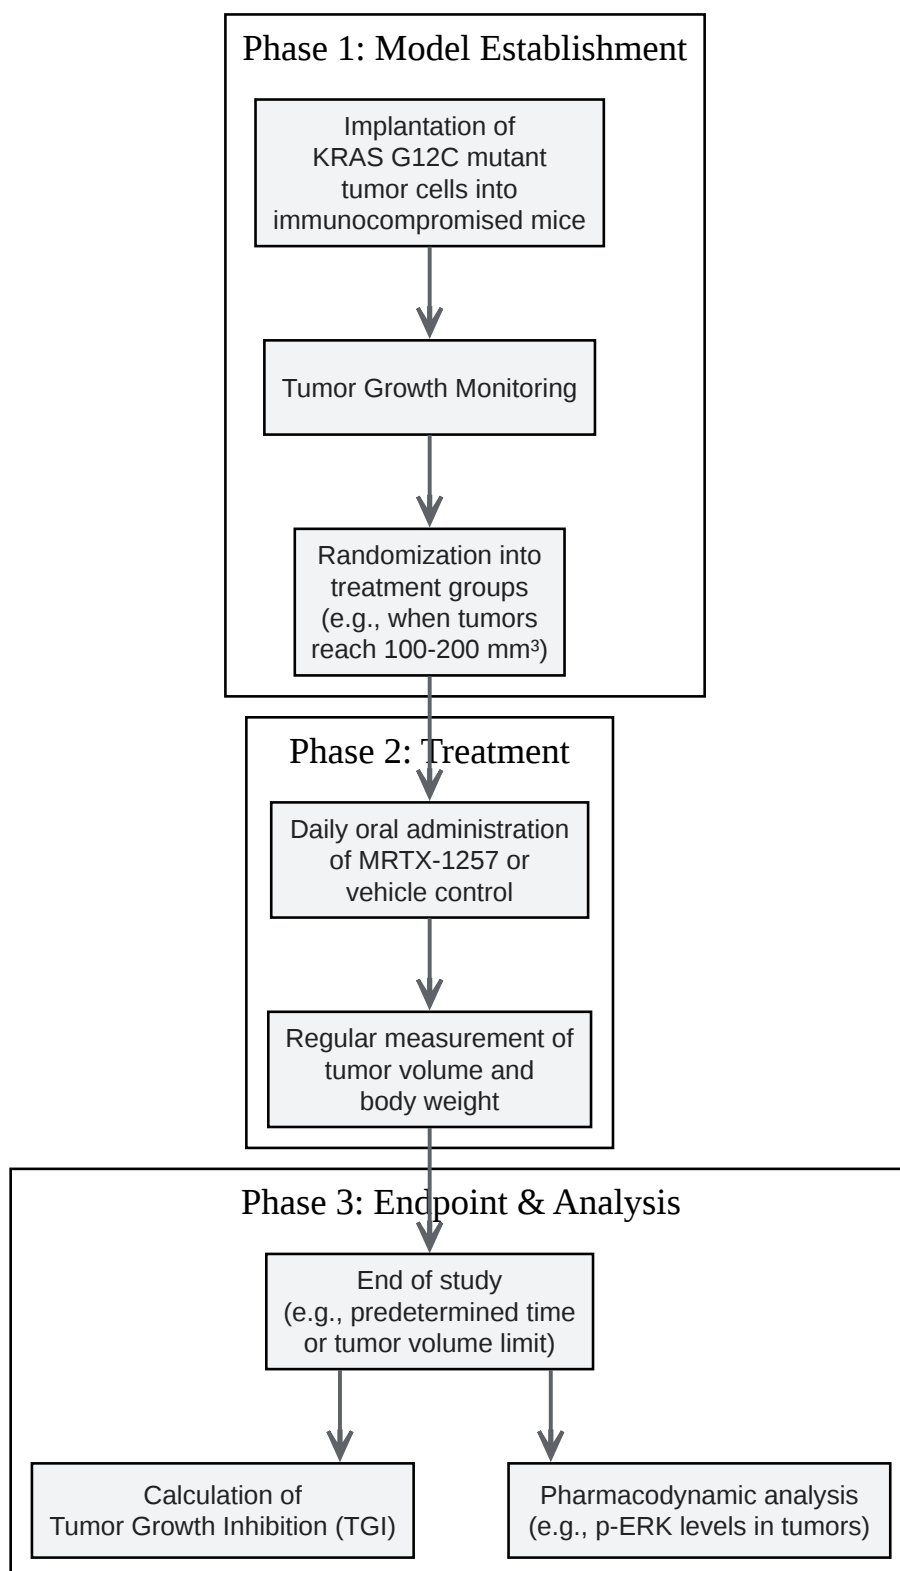 Phase 1: Model Establishment
Implantation of
KRAS G12C mutant
tumor cells into
immunocompromised mice
Tumor Growth Monitoring
Randomization into
treatment groups
(e.g., when tumors
reach 100-200 mm³)
Phase 2: Treatment
Daily oral administration
of MRTX-1257 or
vehicle control
Regular measurement of
tumor volume and
body weight
Phase 3: Endpoint & Analysis
End of study
(e.g., predetermined time
or tumor volume limit)
Calculation of
Tumor Growth Inhibition (TGI)
Pharmacodynamic analysis
(e.g., p-ERK levels in tumors)